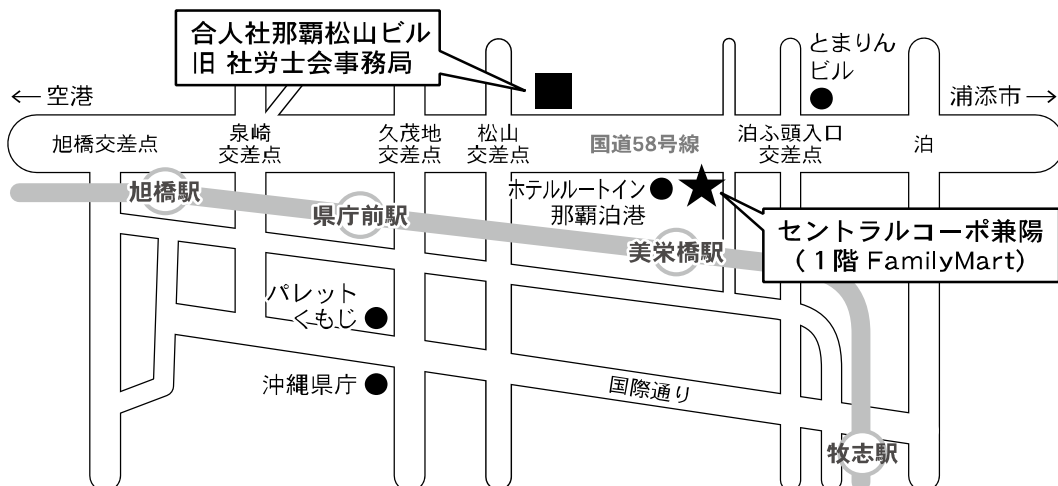 合人社那覇松山ビル
旧 社労士会事務局
とまりん
ビル
← 空港
浦添市 →
旭橋交差点
泉崎
交差点
久茂地
交差点
松山
交差点
国道58号線
泊ふ頭入口
交差点
泊
旭橋駅
県庁前駅
ホテルルートイン
那覇泊港
美栄橋駅
セントラルコーポ兼陽
(1階 FamilyMart)
パレット
くもじ
沖縄県庁
国際通り
牧志駅